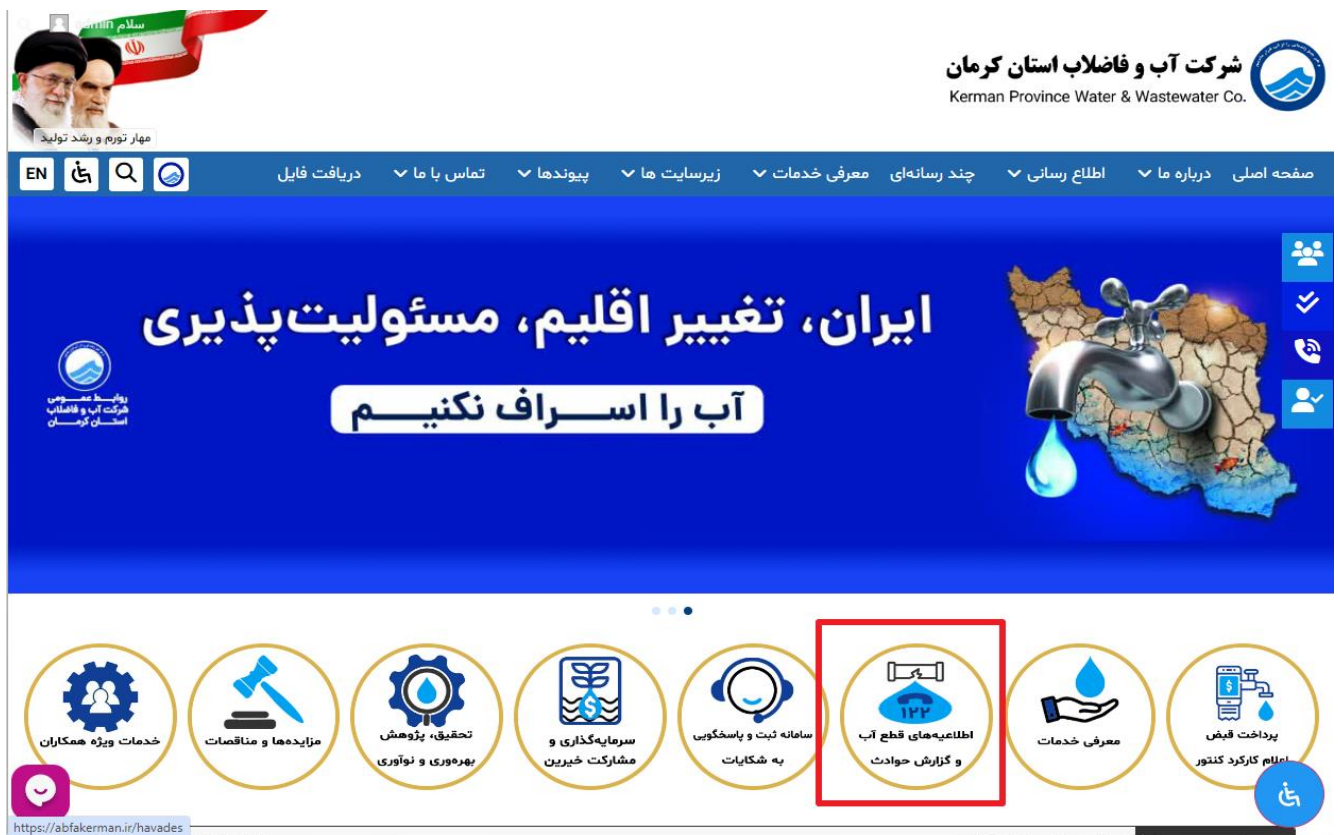 سلام admin
مهار تورم و رشد تولید
شرکت آب و فاضلاب استان کرمان
Kerman Province Water & Wastewater Co.
صفحه اصلی درباره ما اطلاع رسانی چند رسانه‌ای معرفی خدمات زیرسایت ها پیوندها تماس با ما دریافت فایل
EN
ایران، تغییر اقلیم، مسئولیت‌پذیری
آب را اســـراف نکنیـــم
روابــط عمـــومی
شرکت آب و فاضلاب
استــان کرمــان
پرداخت قبض
اعلام کارکرد کنتور
معرفی خدمات
۱۲۲
اطلاعیه‌های قطع آب
و گزارش حوادث
سامانه ثبت و پاسخگویی
به شکایات
سرمایه‌گذاری و
مشارکت خیرین
تحقیق، پژوهش
بهره‌وری و نوآوری
مزایده‌ها و مناقصات
خدمات ویژه همکاران
https://abfakerman.ir/havades